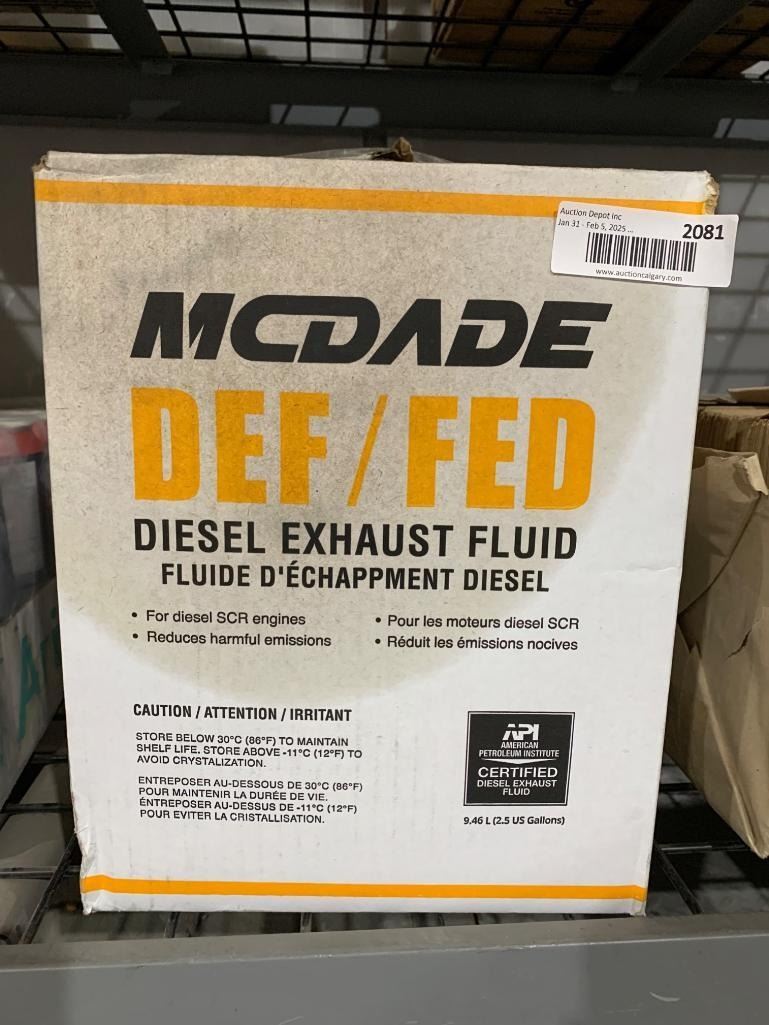 Auction Depot Inc
Jan 31 - Feb 5, 2025 ...
2081
www.auctioncalgary.com
MCDADE
DEF / FED
DIESEL EXHAUST FLUID
FLUIDE D'ÉCHAPPMENT DIESEL
• For diesel SCR engines
• Reduces harmful emissions
• Pour les moteurs diesel SCR
• Réduit les émissions nocives
CAUTION / ATTENTION / IRRITANT
STORE BELOW 30°C (86°F) TO MAINTAIN
SHELF LIFE. STORE ABOVE -11°C (12°F) TO
AVOID CRYSTALIZATION.
ENTREPOSER AU-DESSOUS DE 30°C (86°F)
POUR MAINTENIR LA DURÉE DE VIE.
ÉNTREPOSER AU-DESSUS DE -11°C (12°F)
POUR EVITER LA CRISTALLISATION.
API
AMERICAN
PETROLEUM INSTITUTE
CERTIFIED
DIESEL EXHAUST
FLUID
9.46 L (2.5 US Gallons)